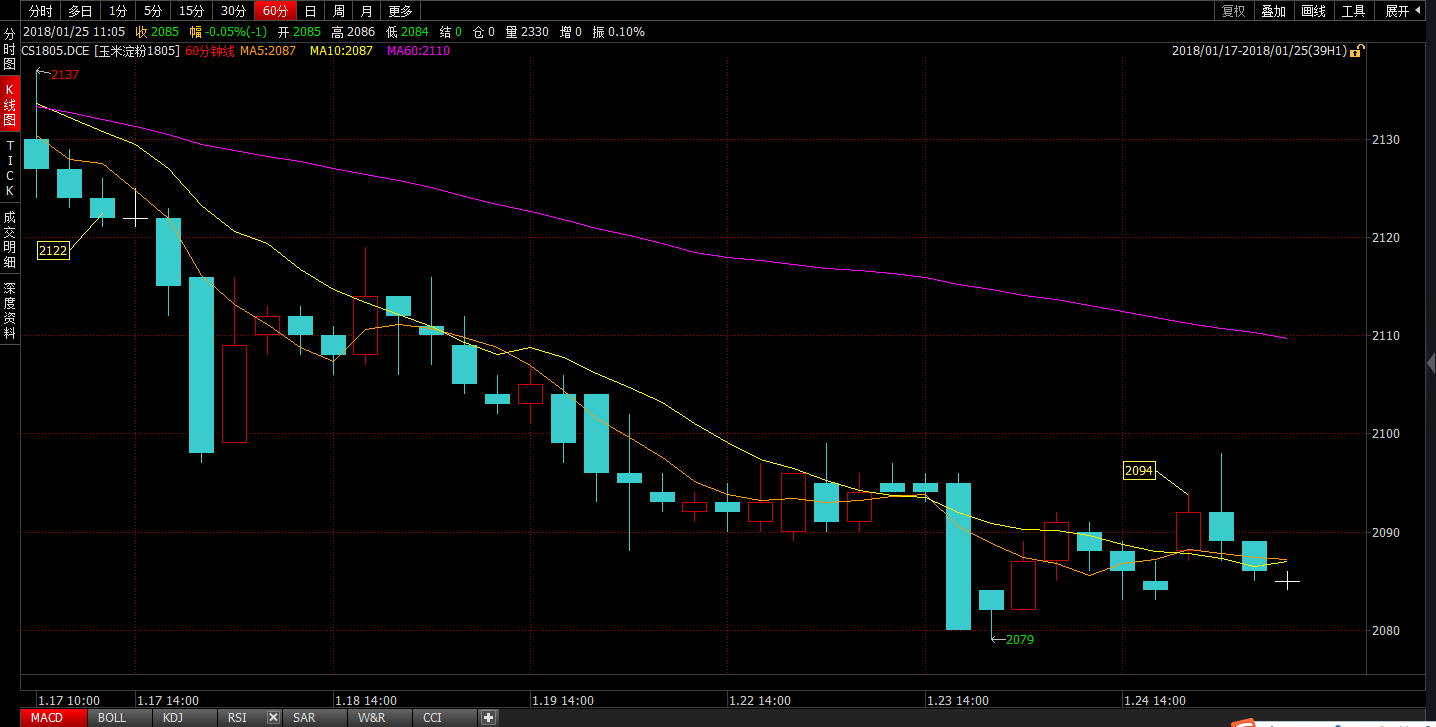 分时 多日 1分 5分 15分 30分 60分 日 周 月 更多 复权 叠加 画线 工具 展开
2018/01/25 11:05 收 2085 幅 -0.05%(-1) 开 2085 高 2086 低 2084 结 0 仓 0 量 2330 增 0 振 0.10%
CS1805.DCE [玉米淀粉1805] 60分钟线 MA5:2087 MA10:2087 MA60:2110 2018/01/17-2018/01/25(39H1)
分时图
K线图
TICK
成交明细
深度资料
2137
2122
2094
2079
2130
2120
2110
2100
2090
2080
1.17 10:00 1.17 14:00 1.18 14:00 1.19 14:00 1.22 14:00 1.23 14:00 1.24 14:00
MACD BOLL KDJ RSI SAR W&R CCI